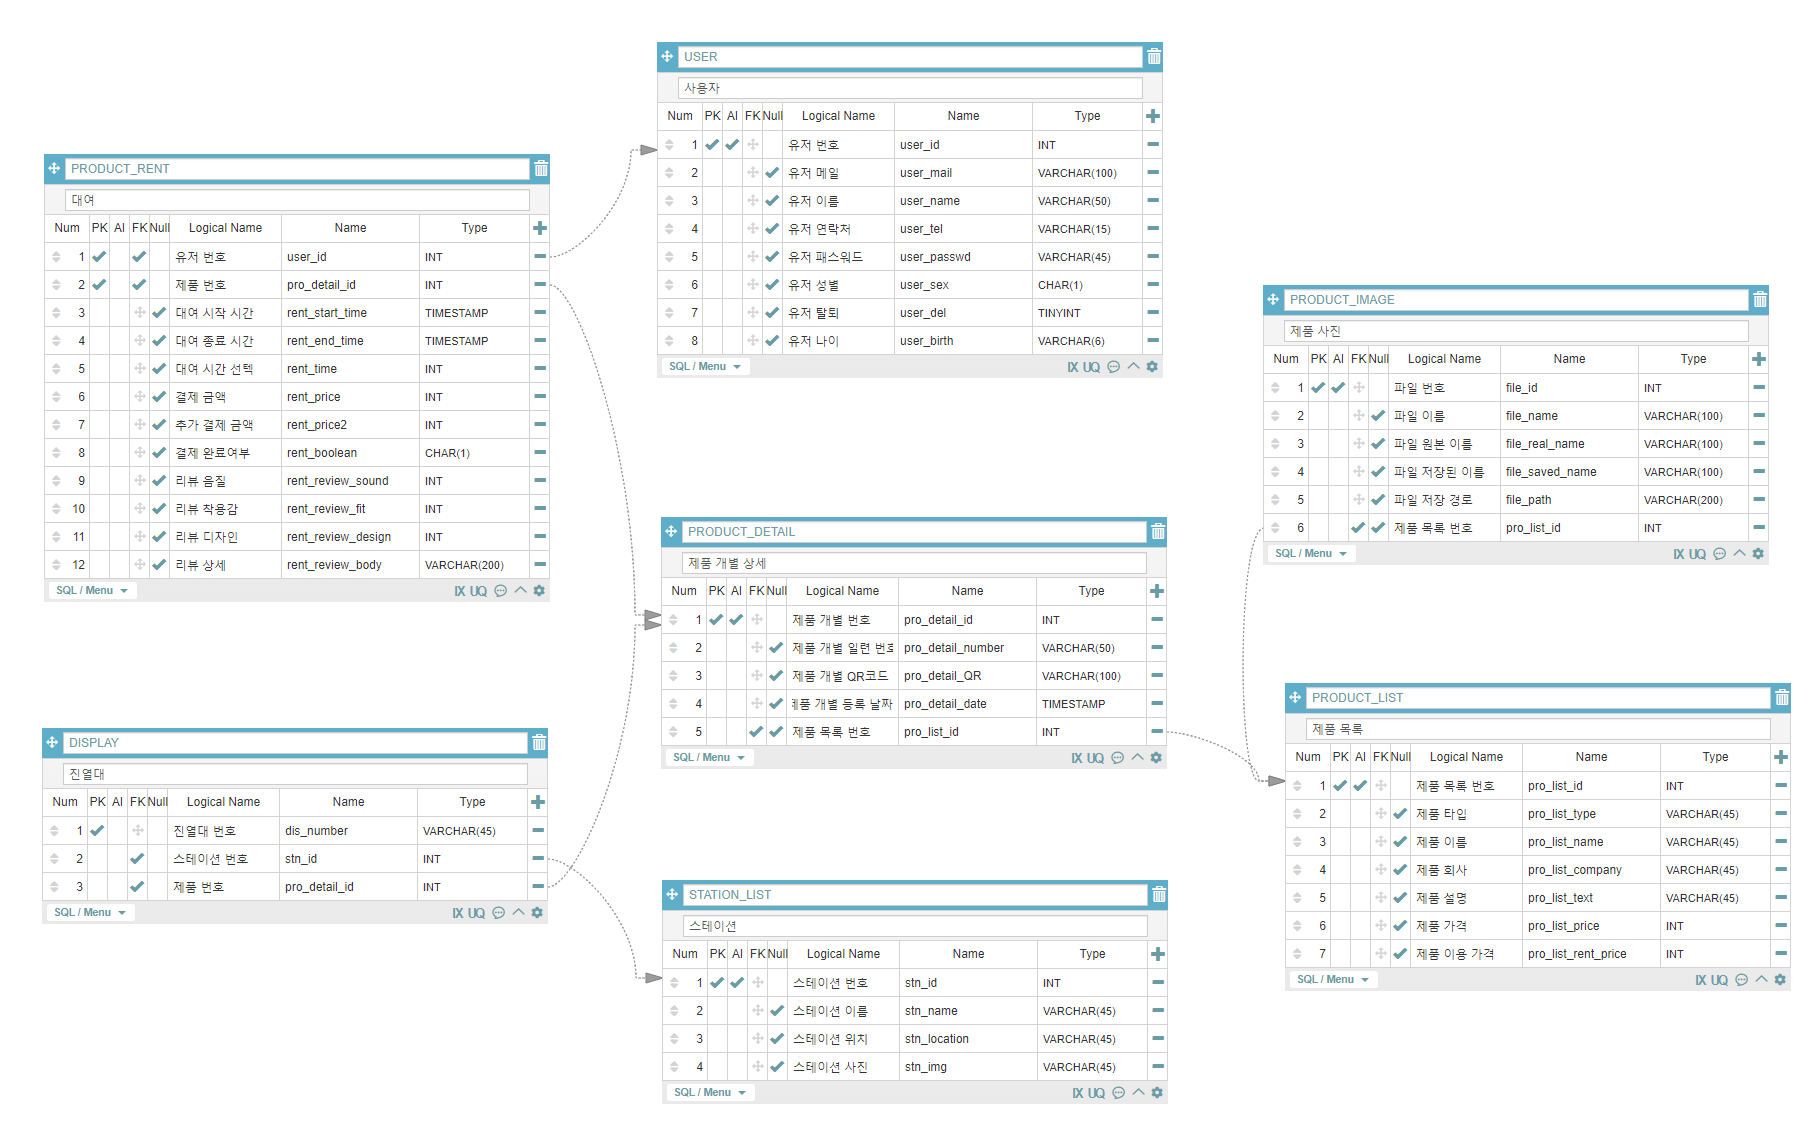 USER
사용자
Num PK AI FK Null Logical Name Name Type
1 유저 번호 user_id INT
2 유저 메일 user_mail VARCHAR(100)
3 유저 이름 user_name VARCHAR(50)
4 유저 연락처 user_tel VARCHAR(15)
5 유저 패스워드 user_passwd VARCHAR(45)
6 유저 성별 user_sex CHAR(1)
7 유저 탈퇴 user_del TINYINT
8 유저 나이 user_birth VARCHAR(6)
SQL / Menu IX UQ
PRODUCT_RENT
대여
Num PK AI FK Null Logical Name Name Type
1 유저 번호 user_id INT
2 제품 번호 pro_detail_id INT
3 대여 시작 시간 rent_start_time TIMESTAMP
4 대여 종료 시간 rent_end_time TIMESTAMP
5 대여 시간 선택 rent_time INT
6 결제 금액 rent_price INT
7 추가 결제 금액 rent_price2 INT
8 결제 완료여부 rent_boolean CHAR(1)
9 리뷰 음질 rent_review_sound INT
10 리뷰 착용감 rent_review_fit INT
11 리뷰 디자인 rent_review_design INT
12 리뷰 상세 rent_review_body VARCHAR(200)
SQL / Menu IX UQ
PRODUCT_IMAGE
제품 사진
Num PK AI FK Null Logical Name Name Type
1 파일 번호 file_id INT
2 파일 이름 file_name VARCHAR(100)
3 파일 원본 이름 file_real_name VARCHAR(100)
4 파일 저장된 이름 file_saved_name VARCHAR(100)
5 파일 저장 경로 file_path VARCHAR(200)
6 제품 목록 번호 pro_list_id INT
SQL / Menu IX UQ
PRODUCT_DETAIL
제품 개별 상세
Num PK AI FK Null Logical Name Name Type
1 제품 개별 번호 pro_detail_id INT
2 제품 개별 일련 번호 pro_detail_number VARCHAR(50)
3 제품 개별 QR코드 pro_detail_QR VARCHAR(100)
4 제품 개별 등록 날짜 pro_detail_date TIMESTAMP
5 제품 목록 번호 pro_list_id INT
SQL / Menu IX UQ
PRODUCT_LIST
제품 목록
Num PK AI FK Null Logical Name Name Type
1 제품 목록 번호 pro_list_id INT
2 제품 타입 pro_list_type VARCHAR(45)
3 제품 이름 pro_list_name VARCHAR(45)
4 제품 회사 pro_list_company VARCHAR(45)
5 제품 설명 pro_list_text VARCHAR(45)
6 제품 가격 pro_list_price INT
7 제품 이용 가격 pro_list_rent_price INT
SQL / Menu IX UQ
DISPLAY
진열대
Num PK AI FK Null Logical Name Name Type
1 진열대 번호 dis_number VARCHAR(45)
2 스테이션 번호 stn_id INT
3 제품 번호 pro_detail_id INT
SQL / Menu IX UQ
STATION_LIST
스테이션
Num PK AI FK Null Logical Name Name Type
1 스테이션 번호 stn_id INT
2 스테이션 이름 stn_name VARCHAR(45)
3 스테이션 위치 stn_location VARCHAR(45)
4 스테이션 사진 stn_img VARCHAR(45)
SQL / Menu IX UQ